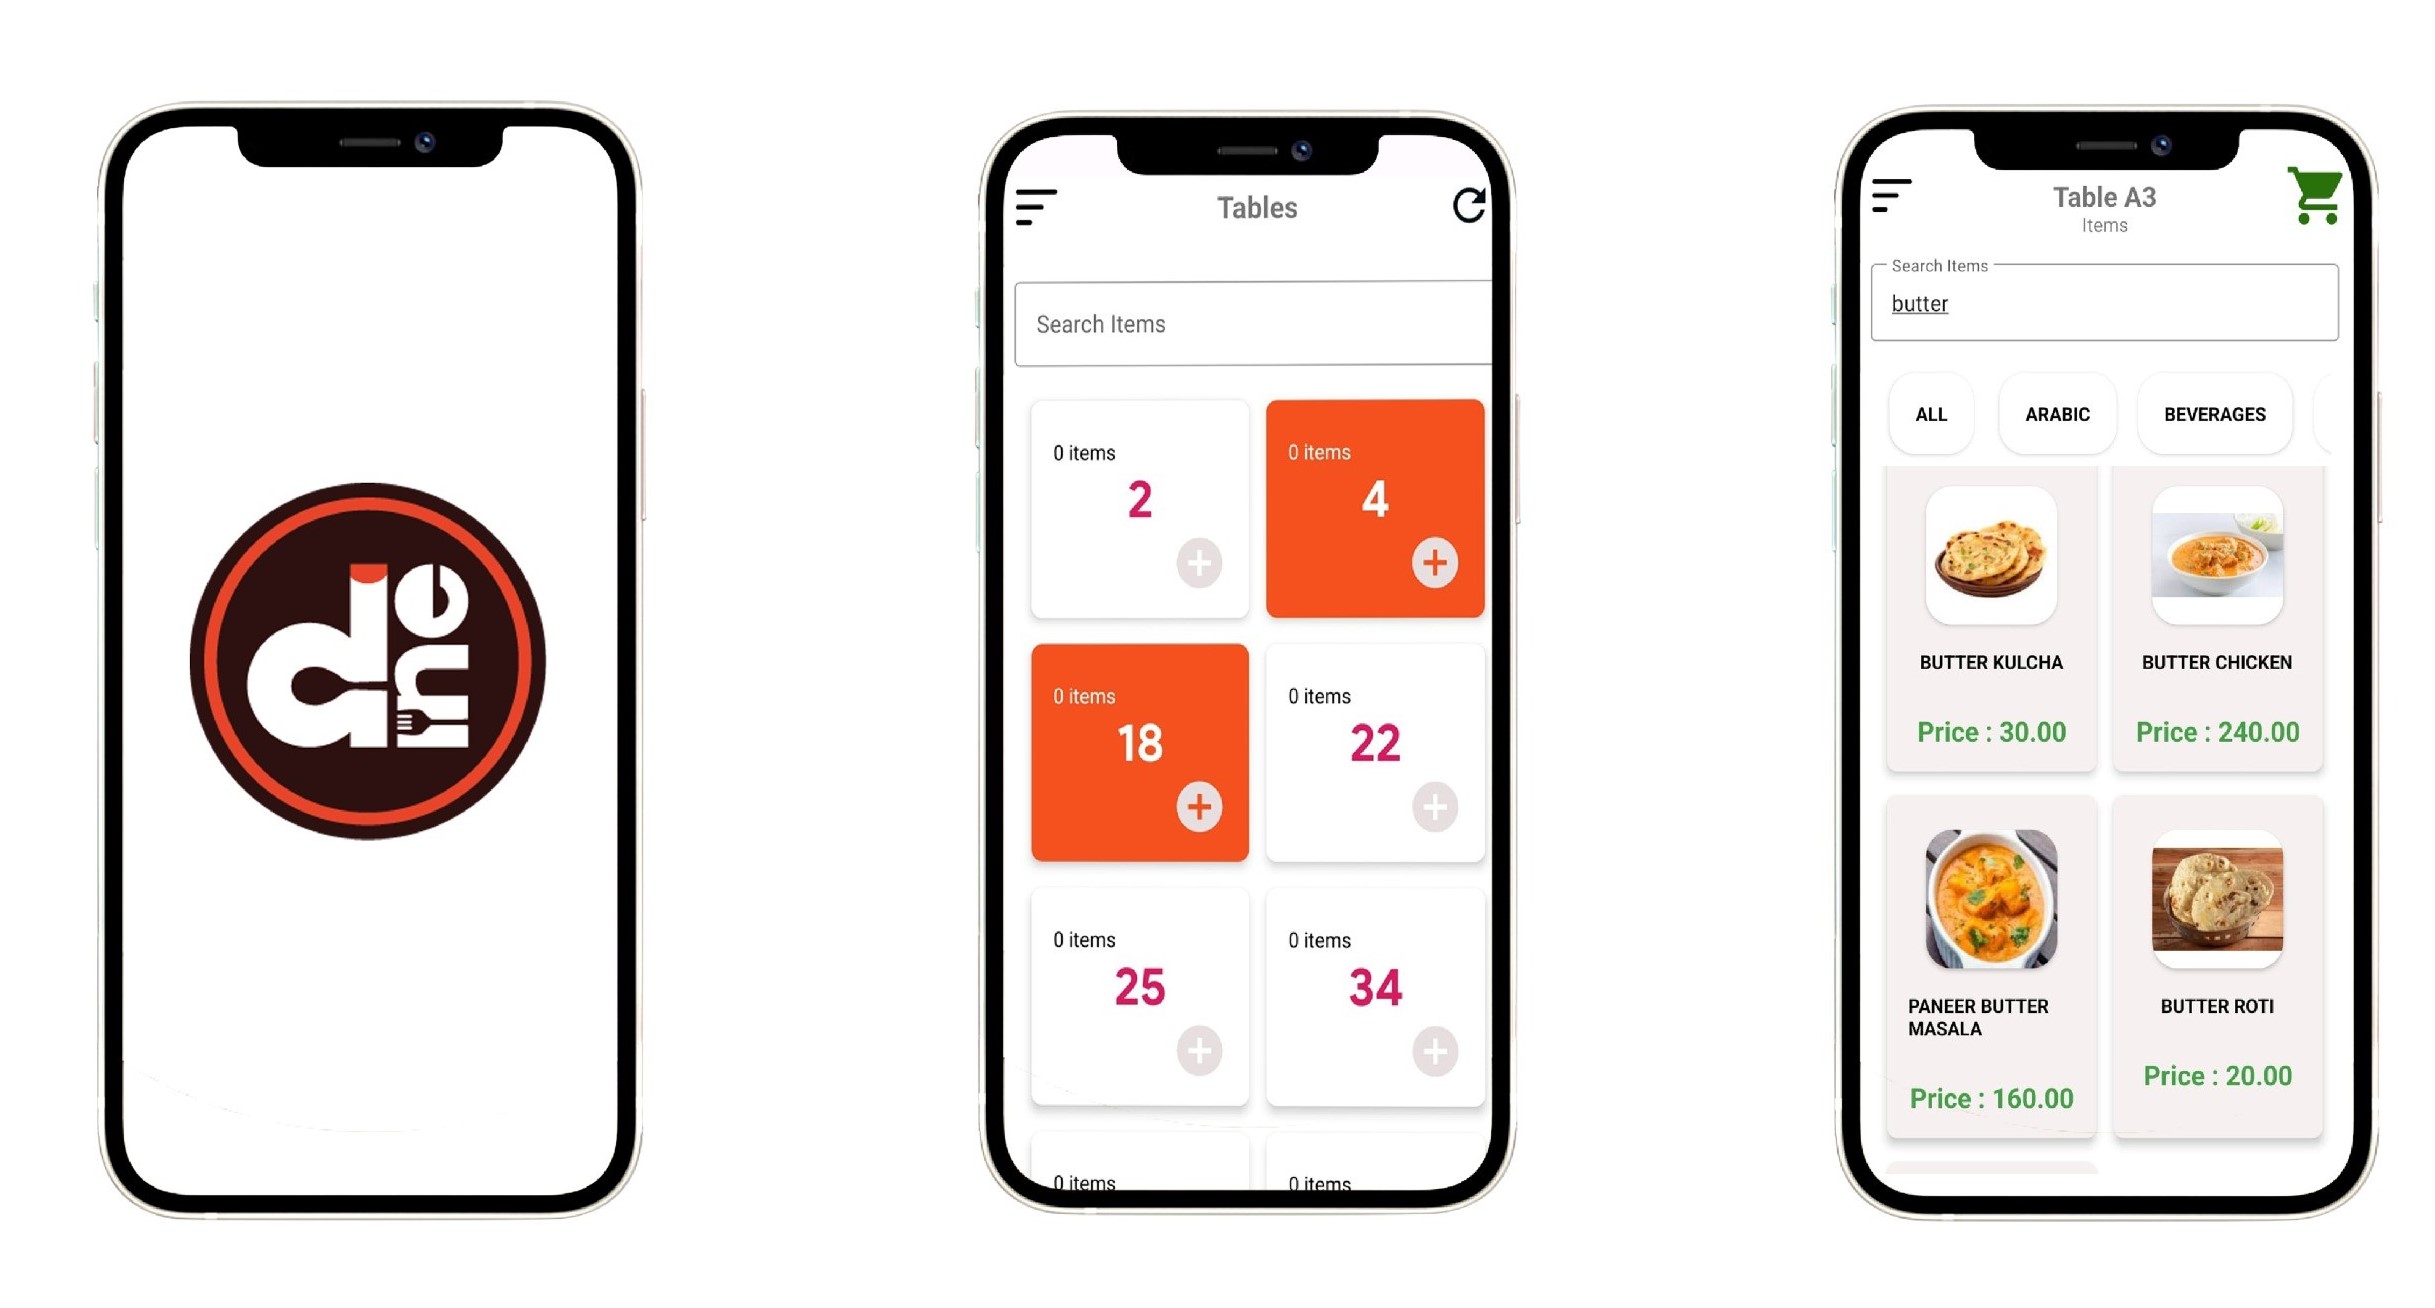 dine
Tables
Search Items
0 items
2
0 items
4
0 items
18
0 items
22
0 items
25
0 items
34
0 items
0 items
Table A3
Items
Search Items
butter
ALL
ARABIC
BEVERAGES
BUTTER KULCHA
Price : 30.00
BUTTER CHICKEN
Price : 240.00
PANEER BUTTER
MASALA
Price : 160.00
BUTTER ROTI
Price : 20.00